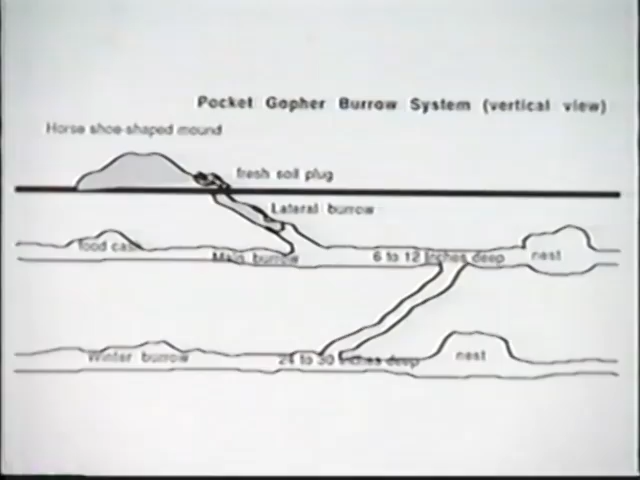 Pocket Gopher Burrow System (vertical view)
Horse shoe-shaped mound
fresh soil plug
Lateral burrow
food cash
Main burrow
6 to 12 Inches deep
nest
Winter burrow
24 to 30 Inches deep
nest